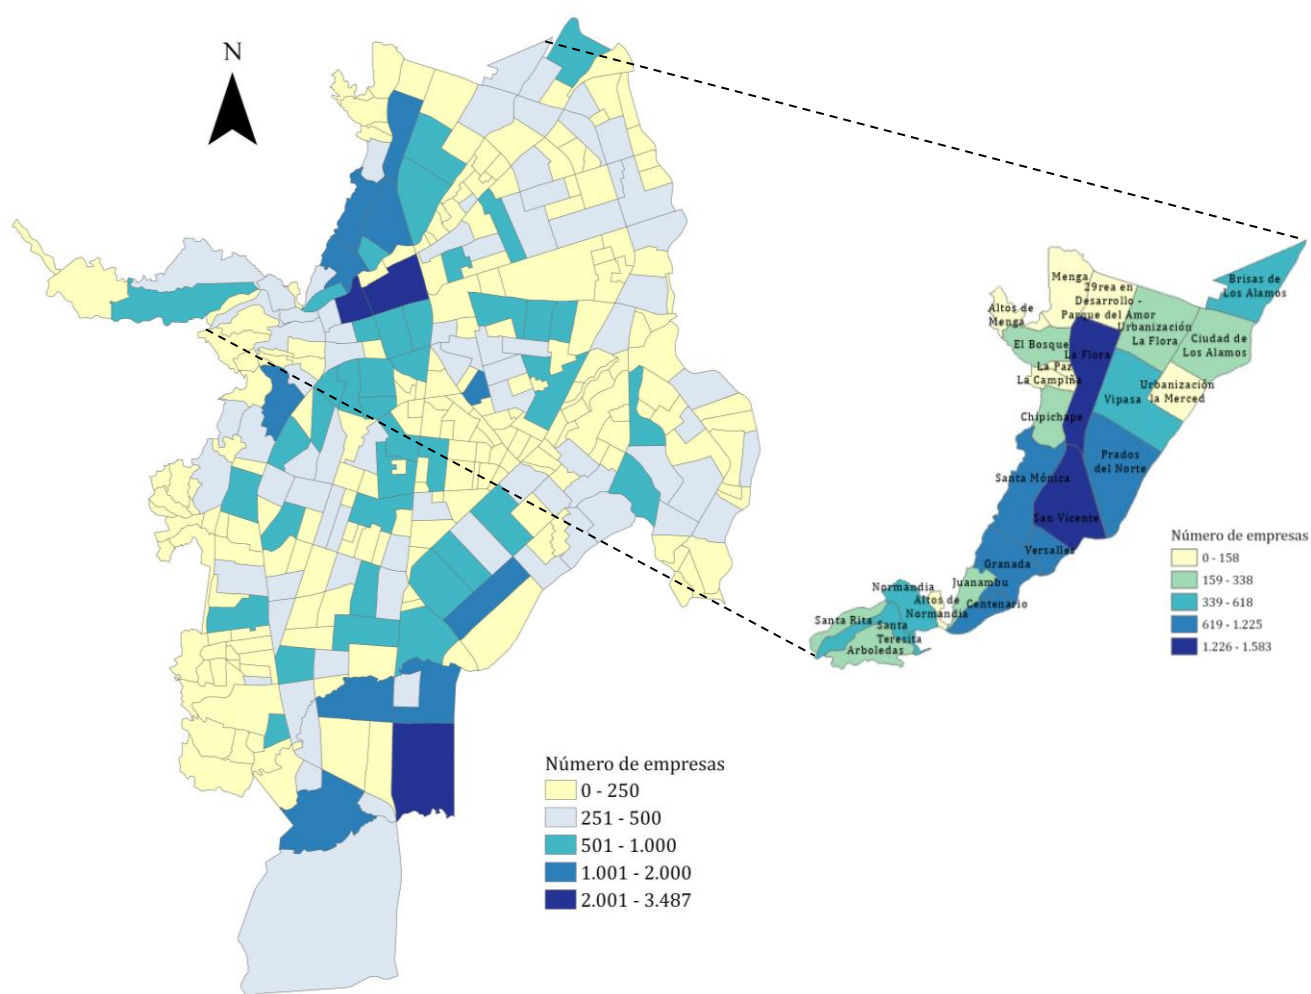 N
Menga
29rea en
Desarrollo -
Parque del Amor
Altos de
Menga
Brisas de
Los Alamos
Urbanización
La Flora
Ciudad de
Los Alamos
El Bosque
La Flora
La Paz
La Campiña
Urbanización
la Merced
Vipasa
Chipichape
Prados
del Norte
Santa Mónica
San Vicente
Versalles
Granada
Juanambu
Normandia
Altos de
Normandia
Centenario
Santa Rita
Santa
Teresita
Arboledas
Número de empresas
0 - 158
159 - 338
339 - 618
619 - 1.225
1.226 - 1.583
Número de empresas
0 - 250
251 - 500
501 - 1.000
1.001 - 2.000
2.001 - 3.487